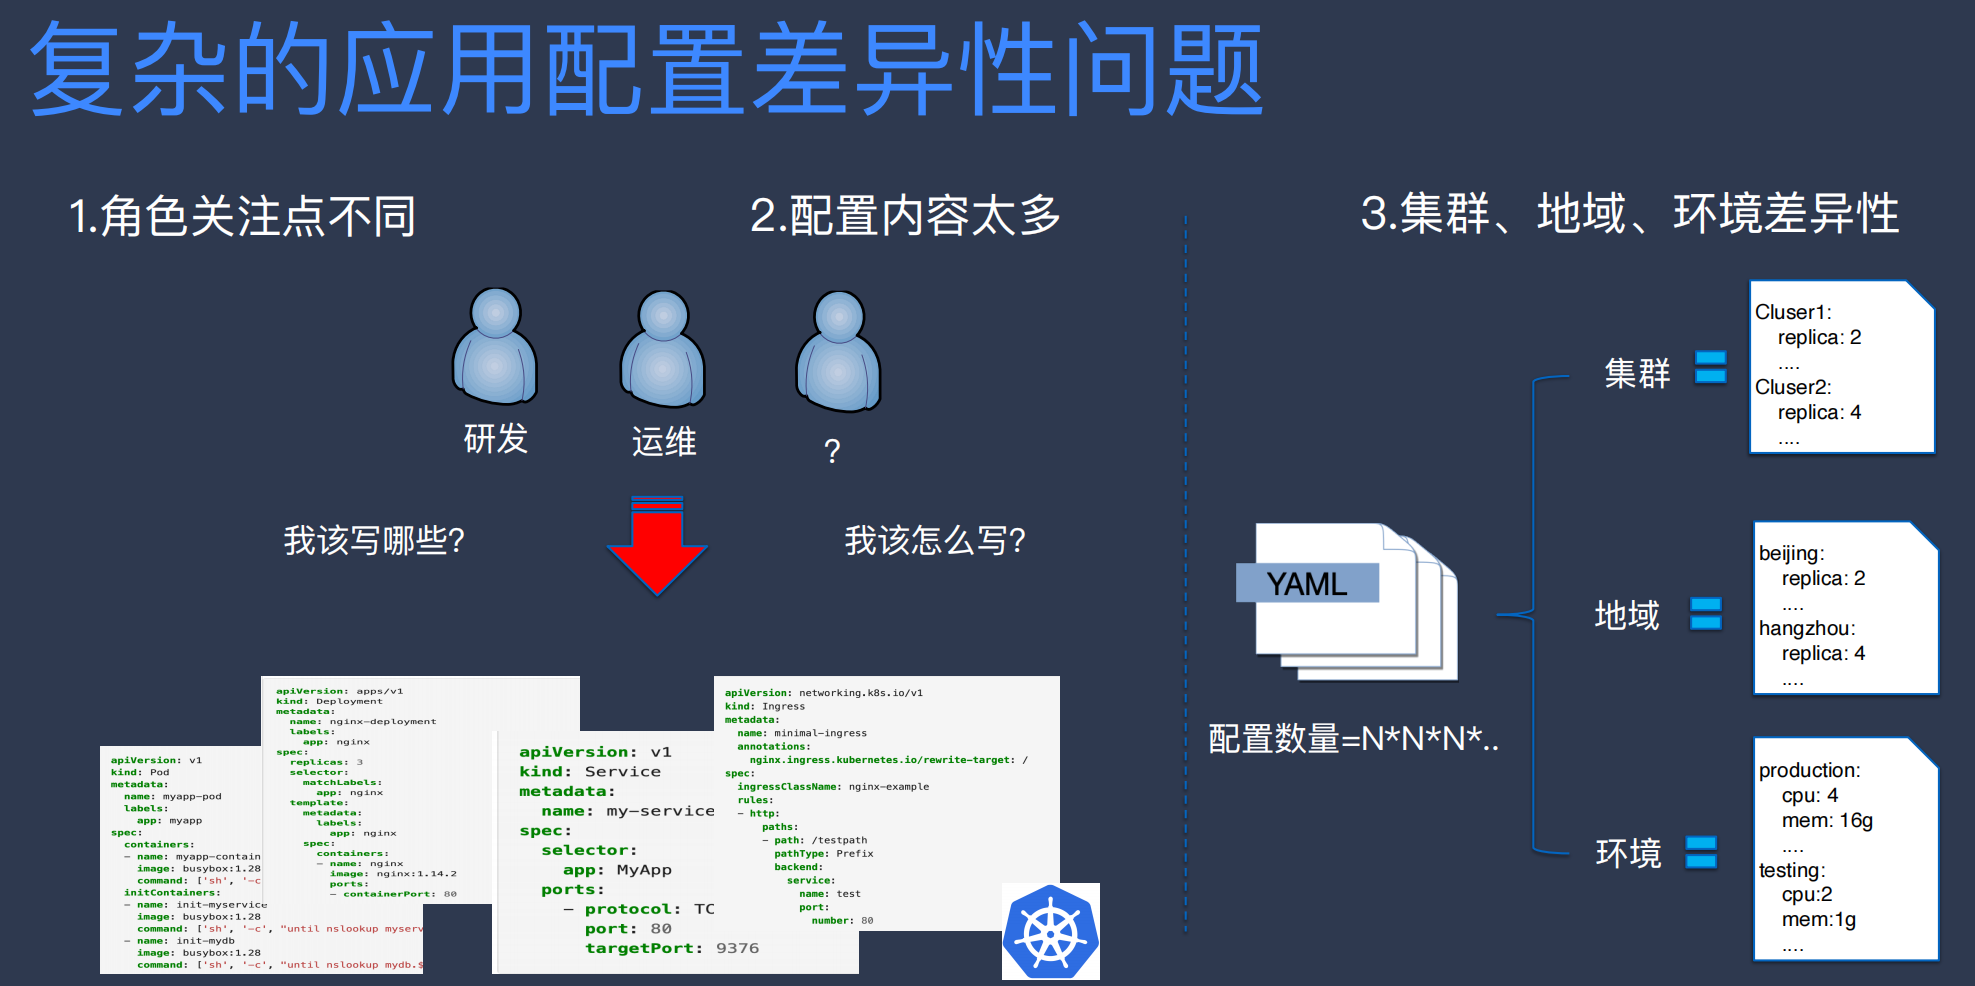 复杂的应用配置差异性问题
1.角色关注点不同
2.配置内容太多
研发
运维
?
我该写哪些?
我该怎么写?
apiVersion: v1
kind: Pod
metadata:
  name: myapp-pod
  labels:
    app: myapp
spec:
  containers:
  – name: myapp-contain
    image: busybox:1.28
    command: ['sh', '-c
  initContainers:
  – name: init-myservice
    image: busybox:1.28
    command: ['sh', '-c', "until nslookup myserv
  – name: init-mydb
    image: busybox:1.28
    command: ['sh', '-c', "until nslookup mydb.$
apiVersion: apps/v1
kind: Deployment
metadata:
  name: nginx-deployment
  labels:
    app: nginx
spec:
  replicas: 3
  selector:
    matchLabels:
      app: nginx
  template:
    metadata:
      labels:
        app: nginx
    spec:
      containers:
      – name: nginx
        image: nginx:1.14.2
        ports:
        – containerPort: 80
apiVersion: v1
kind: Service
metadata:
  name: my-service
spec:
  selector:
    app: MyApp
  ports:
    – protocol: TC
      port: 80
      targetPort: 9376
apiVersion: networking.k8s.io/v1
kind: Ingress
metadata:
  name: minimal-ingress
  annotations:
    nginx.ingress.kubernetes.io/rewrite-target: /
spec:
  ingressClassName: nginx-example
  rules:
  – http:
      paths:
      – path: /testpath
        pathType: Prefix
        backend:
          service:
            name: test
            port:
              number: 80
3.集群、地域、环境差异性
YAML
配置数量=N*N*N*..
集群
Cluser1:
replica: 2
....
Cluser2:
replica: 4
....
地域
beijing:
replica: 2
....
hangzhou:
replica: 4
....
环境
production:
cpu: 4
mem: 16g
....
testing:
cpu:2
mem:1g
....